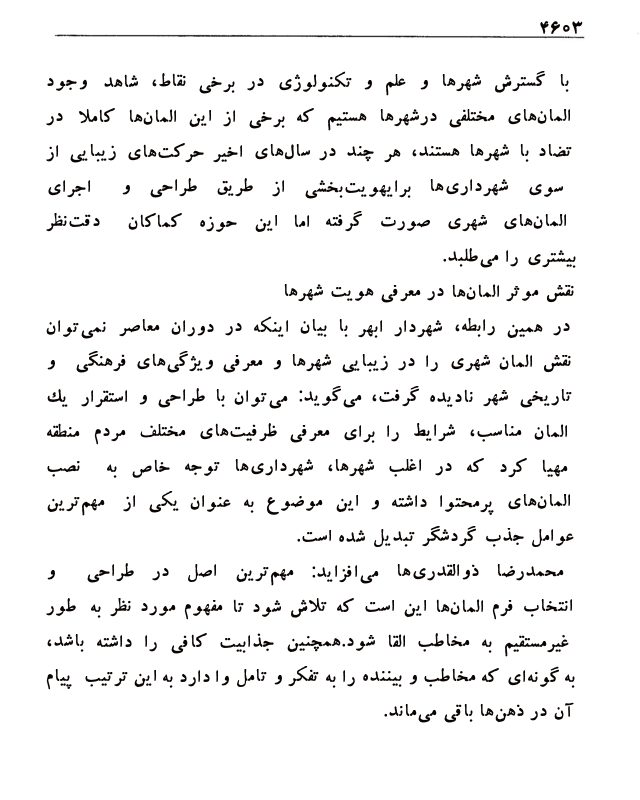 ۴۶۰۳
با گسترش شهرها و علم و تکنولوژی در برخی نقاط، شاهد وجود
المان‌های مختلفی درشهرها هستیم که برخی از این المان‌ها کاملا در
تضاد با شهرها هستند، هر چند در سال‌های اخیر حرکت‌های زیبایی از
سوی شهرداری‌ها برایهویت‌بخشی از طریق طراحی و اجرای
المان‌های شهری صورت گرفته اما این حوزه کماکان دقت‌نظر
بیشتری را می‌طلبد.
نقش موثر المان‌ها در معرفی هویت شهرها
در همین رابطه، شهردار ابهر با بیان اینکه در دوران معاصر نمی‌توان
نقش المان شهری را در زیبایی شهرها و معرفی ویژگی‌های فرهنگی و
تاریخی شهر نادیده گرفت، می‌گوید: می‌توان با طراحی و استقرار یك
المان مناسب، شرایط را برای معرفی ظرفیت‌های مختلف مردم منطقه
مهیا کرد که در اغلب شهرها، شهرداری‌ها توجه خاص به نصب
المان‌های پرمحتوا داشته و این موضوع به عنوان یکی از مهم‌ترین
عوامل جذب گردشگر تبدیل شده است.
محمدرضا ذوالقدری‌ها می‌افزاید: مهم‌ترین اصل در طراحی و
انتخاب فرم المان‌ها این است که تلاش شود تا مفهوم مورد نظر به طور
غیرمستقیم به مخاطب القا شود.همچنین جذابیت کافی را داشته باشد،
به گونه‌ای که مخاطب و بیننده را به تفکر و تامل وا دارد به این ترتیب پیام
آن در ذهن‌ها باقی می‌ماند.